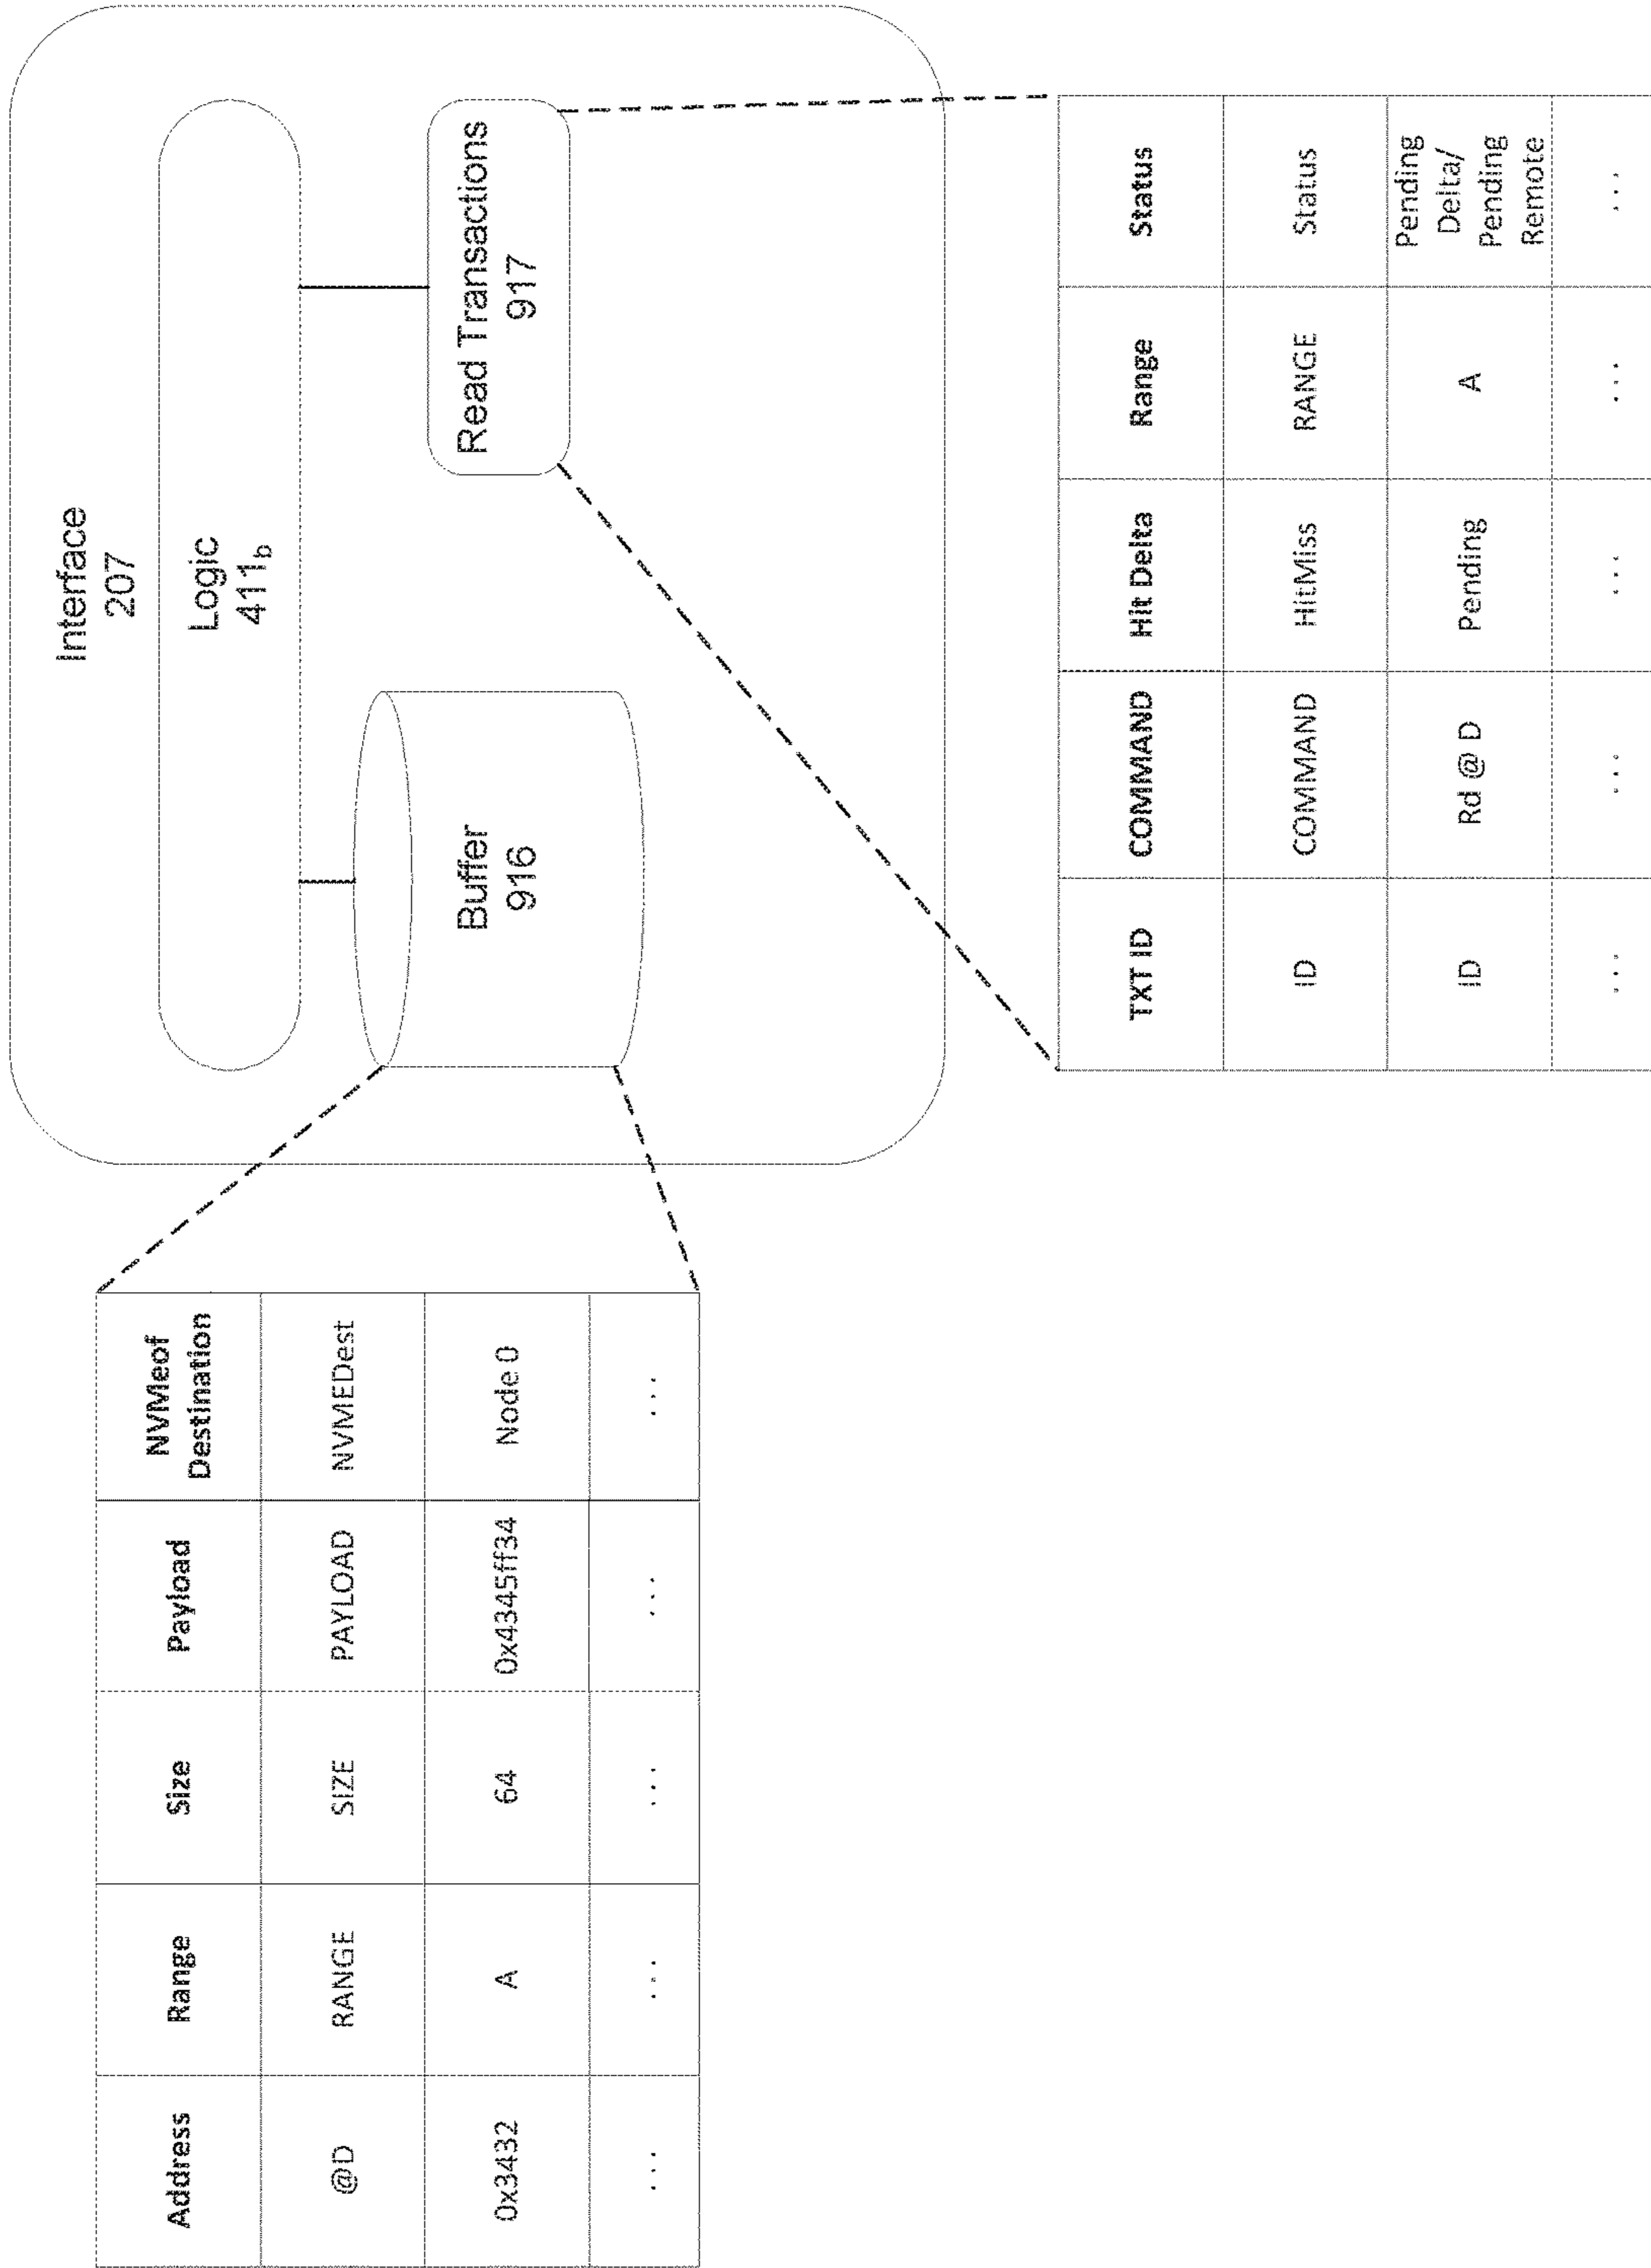 Interface
207
Logic
411b
Buffer
916
Read Transactions
917
Address Range Size Payload NVMeof Destination
@D RANGE SIZE PAYLOAD NVMEDest
0x3432 A 64 0x4345ff34 Node 0
... ... ... ... ...
TXT ID COMMAND Hit Delta Range Status
ID COMMAND HitMiss RANGE Status
ID Rd @ D Pending A Pending Delta/ Pending Remote
... ... ... ... ...